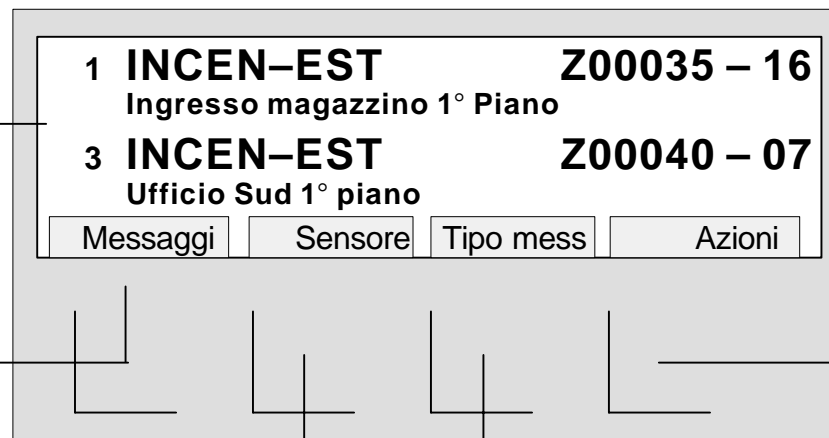 1 INCEN–EST Z00035 – 16
Ingresso magazzino 1° Piano
3 INCEN–EST Z00040 – 07
Ufficio Sud 1° piano
Messaggi Sensore Tipo mess Azioni